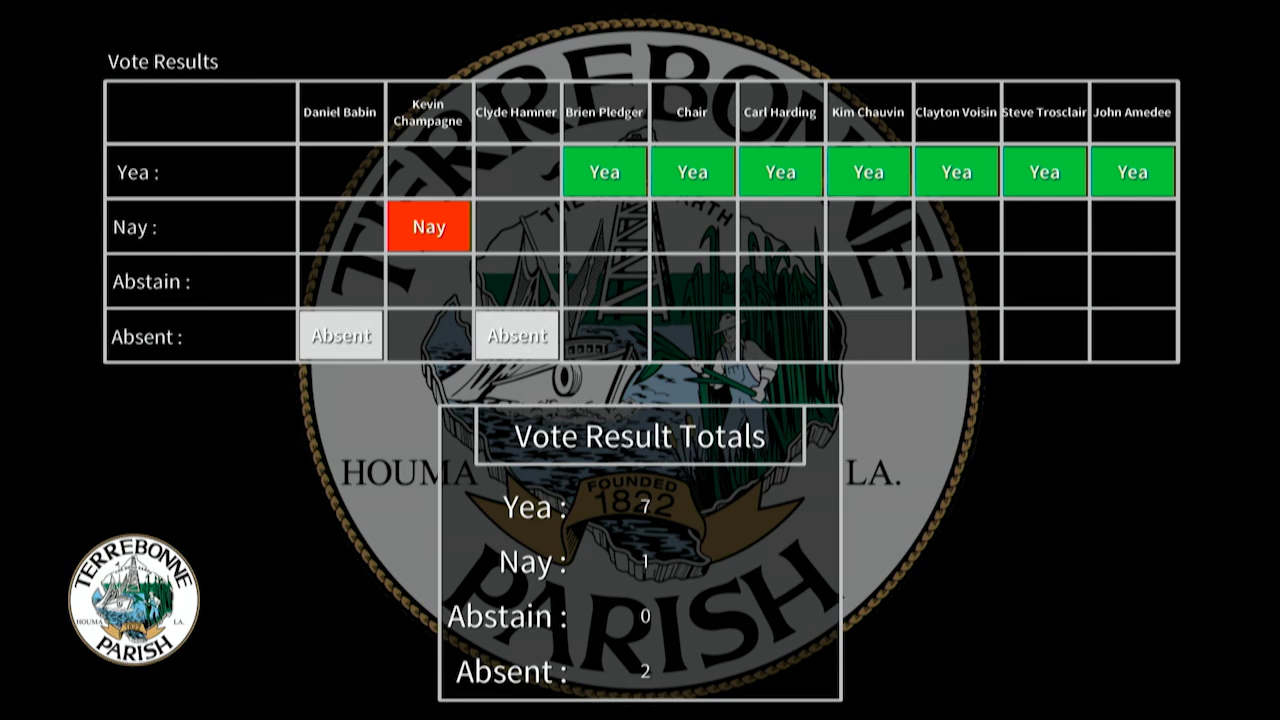 Vote Results
Daniel Babin Kevin Champagne Clyde Hamner Brien Pledger Chair Carl Harding Kim Chauvin Clayton Voisin Steve Trosclair John Amedee
Yea : Yea Yea Yea Yea Yea Yea Yea
Nay : Nay
Abstain :
Absent : Absent Absent
Vote Result Totals
Yea : 7
Nay : 1
Abstain : 0
Absent : 2
TERREBONNE
HOUMA LA.
FOUNDED
1822
PARISH
TERREBONNE
HOUMA LA.
PARISH